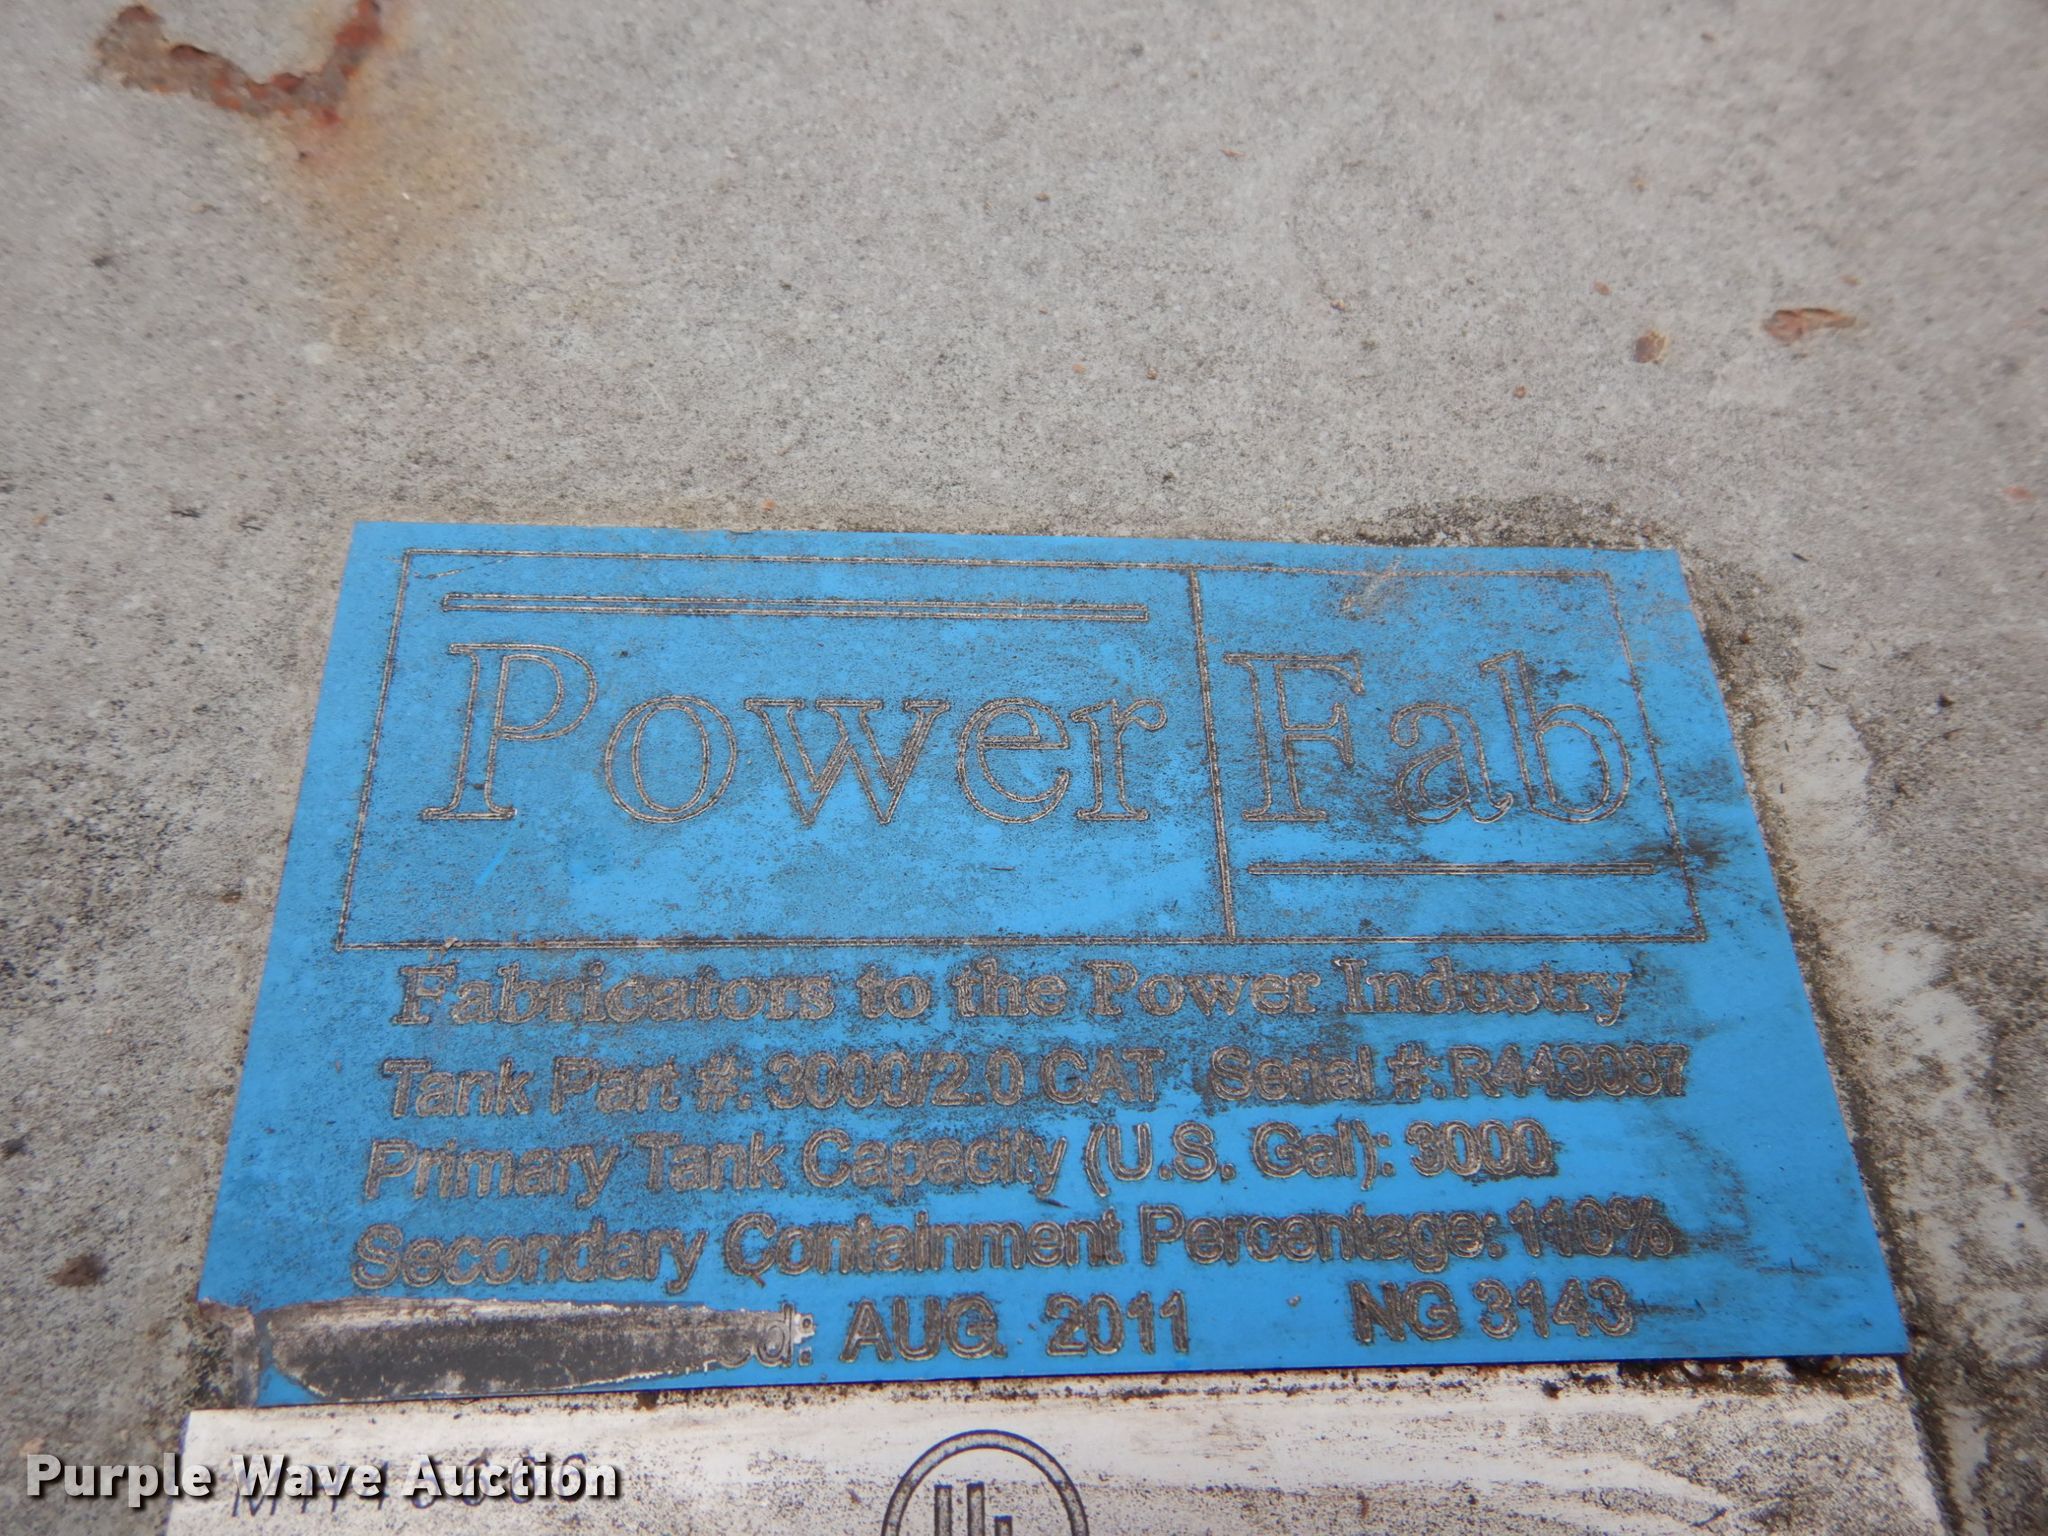 Power Fab
Fabricators to the Power Industry
Tank Part #: 3000/2.0 CAT Serial #: R443087
Primary Tank Capacity (U.S. Gal): 3000
Secondary Containment Percentage: 110%
AUG. 2011 NG 3143
UL
Purple Wave Auction